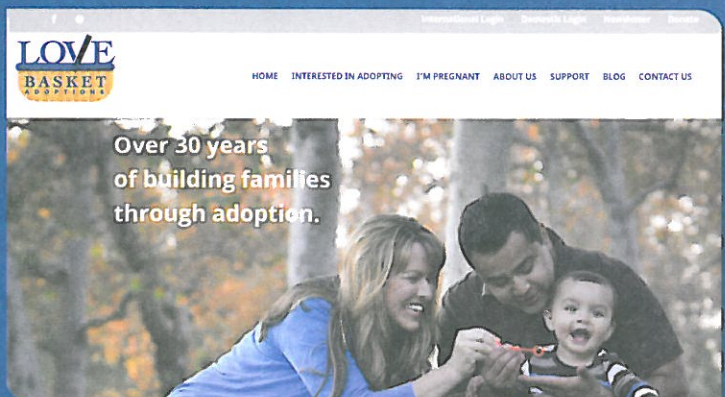 International Login Domestic Login Newsletter Donate
LOVE
BASKET
ADOPTIONS
HOME INTERESTED IN ADOPTING I'M PREGNANT ABOUT US SUPPORT BLOG CONTACT US
Over 30 years
of building families
through adoption.